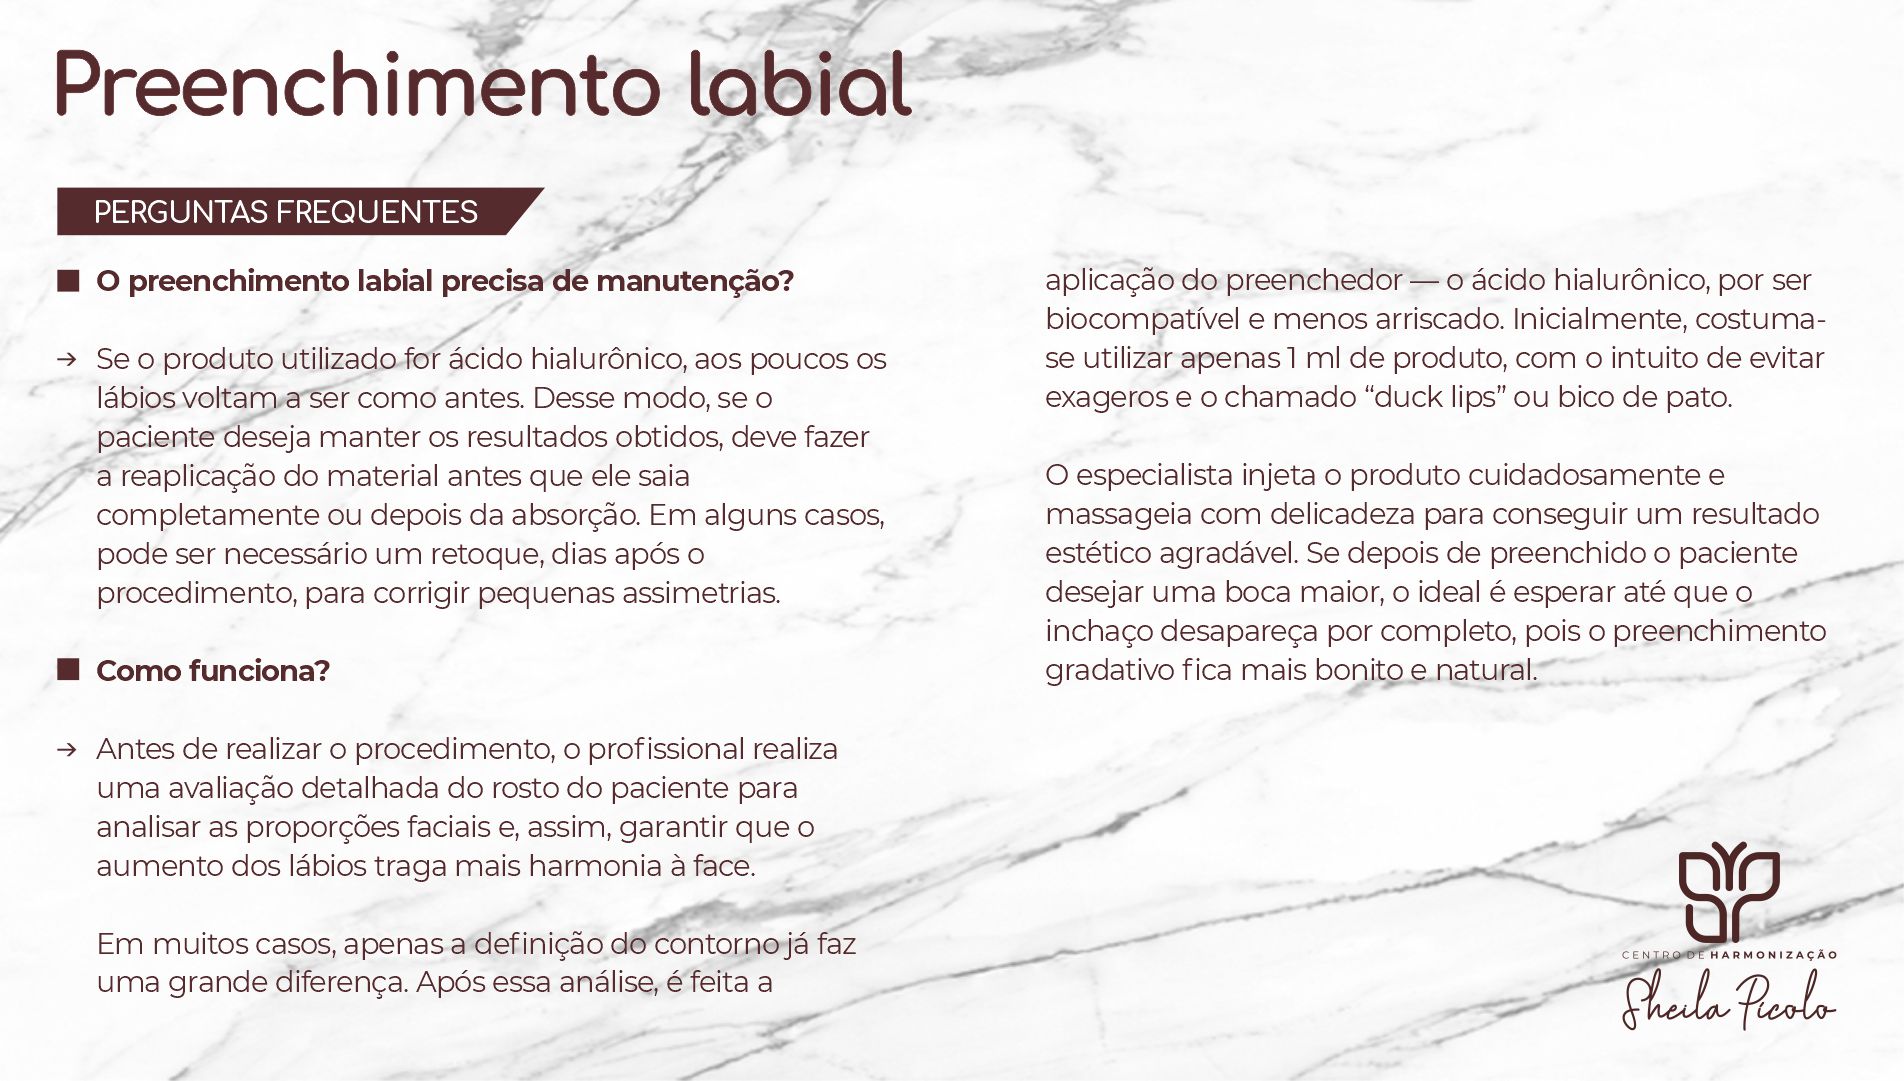 Preenchimento labial
PERGUNTAS FREQUENTES
■ O preenchimento labial precisa de manutenção?
→ Se o produto utilizado for ácido hialurônico, aos poucos os
lábios voltam a ser como antes. Desse modo, se o
paciente deseja manter os resultados obtidos, deve fazer
a reaplicação do material antes que ele saia
completamente ou depois da absorção. Em alguns casos,
pode ser necessário um retoque, dias após o
procedimento, para corrigir pequenas assimetrias.
■ Como funciona?
→ Antes de realizar o procedimento, o profissional realiza
uma avaliação detalhada do rosto do paciente para
analisar as proporções faciais e, assim, garantir que o
aumento dos lábios traga mais harmonia à face.
Em muitos casos, apenas a definição do contorno já faz
uma grande diferença. Após essa análise, é feita a
aplicação do preenchedor — o ácido hialurônico, por ser
biocompatível e menos arriscado. Inicialmente, costuma-
se utilizar apenas 1 ml de produto, com o intuito de evitar
exageros e o chamado “duck lips” ou bico de pato.
O especialista injeta o produto cuidadosamente e
massageia com delicadeza para conseguir um resultado
estético agradável. Se depois de preenchido o paciente
desejar uma boca maior, o ideal é esperar até que o
inchaço desapareça por completo, pois o preenchimento
gradativo fica mais bonito e natural.
CENTRO DE HARMONIZAÇÃO
Sheila Picolo